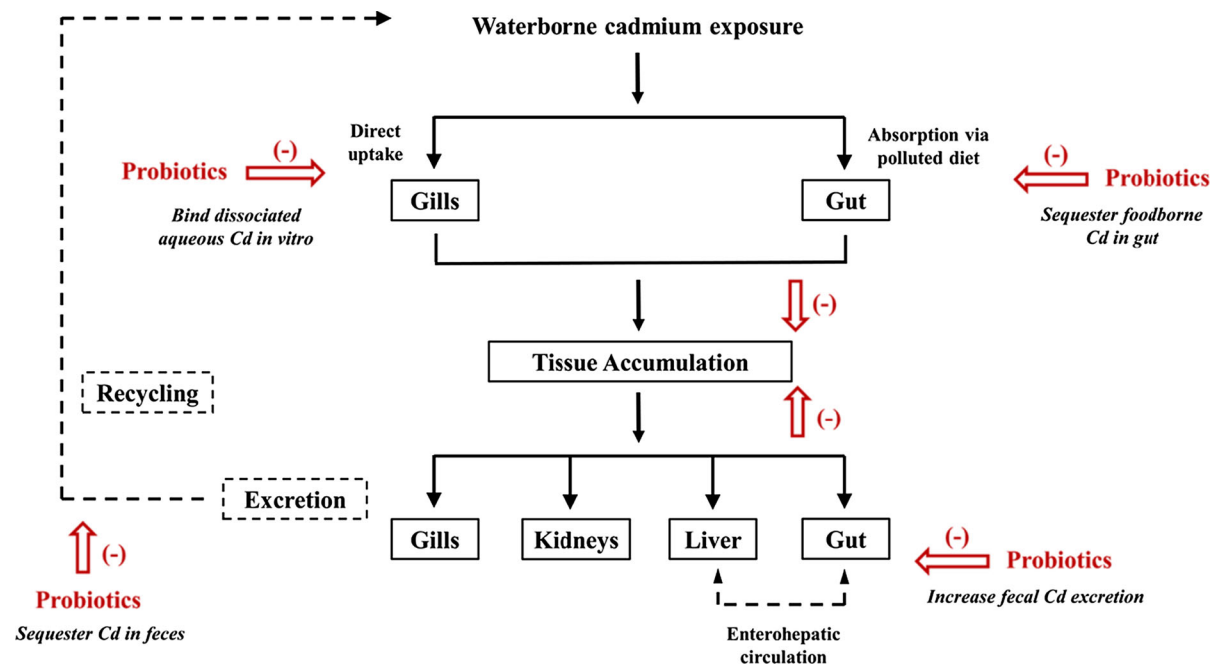 Waterborne cadmium exposure
Direct
uptake
Absorption via
polluted diet
Probiotics
(-)
Bind dissociated
aqueous Cd in vitro
Gills
Gut
(-)
Probiotics
Sequester foodborne
Cd in gut
(-)
Tissue Accumulation
(-)
Recycling
Excretion
Gills
Kidneys
Liver
Gut
(-)
Probiotics
Increase fecal Cd excretion
(-)
Probiotics
Sequester Cd in feces
Enterohepatic
circulation